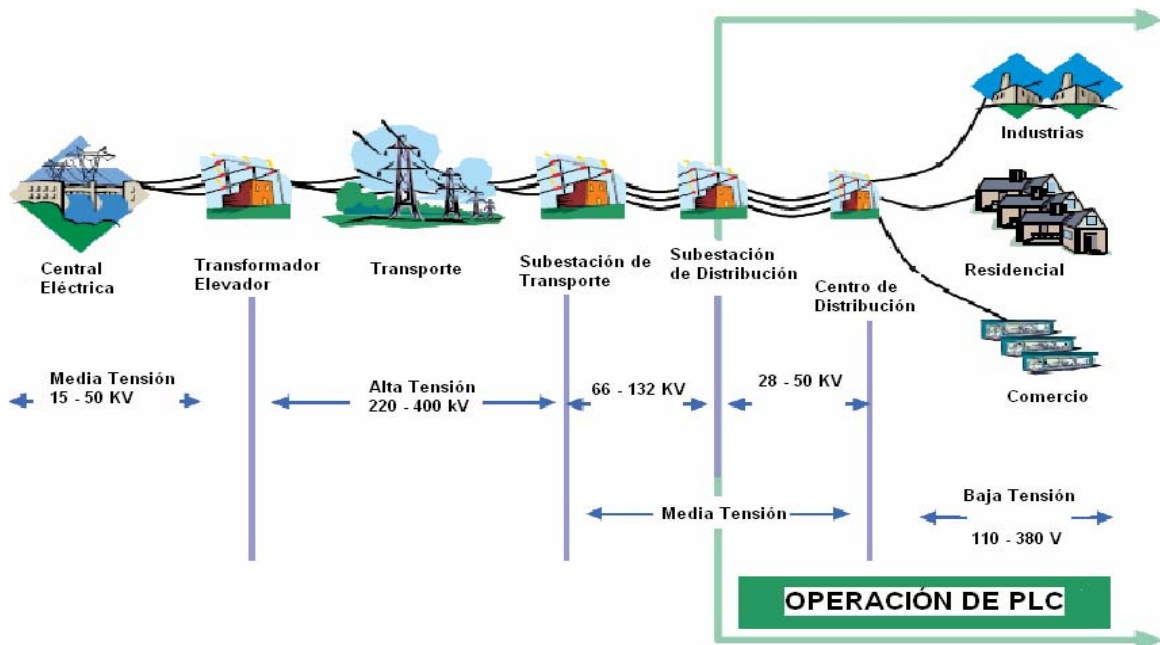 Industrias
Central
Eléctrica
Transformador
Elevador
Transporte
Subestación de
Transporte
Subestación
de Distribución
Centro de
Distribución
Residencial
Comercio
Media Tensión
15 - 50 KV
Alta Tensión
220 - 400 kV
66 - 132 KV
28 - 50 KV
Media Tensión
Baja Tensión
110 - 380 V
OPERACIÓN DE PLC